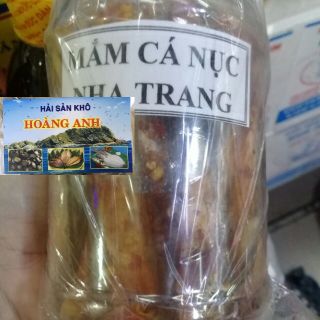 MẮM CÁ NỤC
NHA TRANG
HẢI SẢN KHÔ
HOÀNG ANH